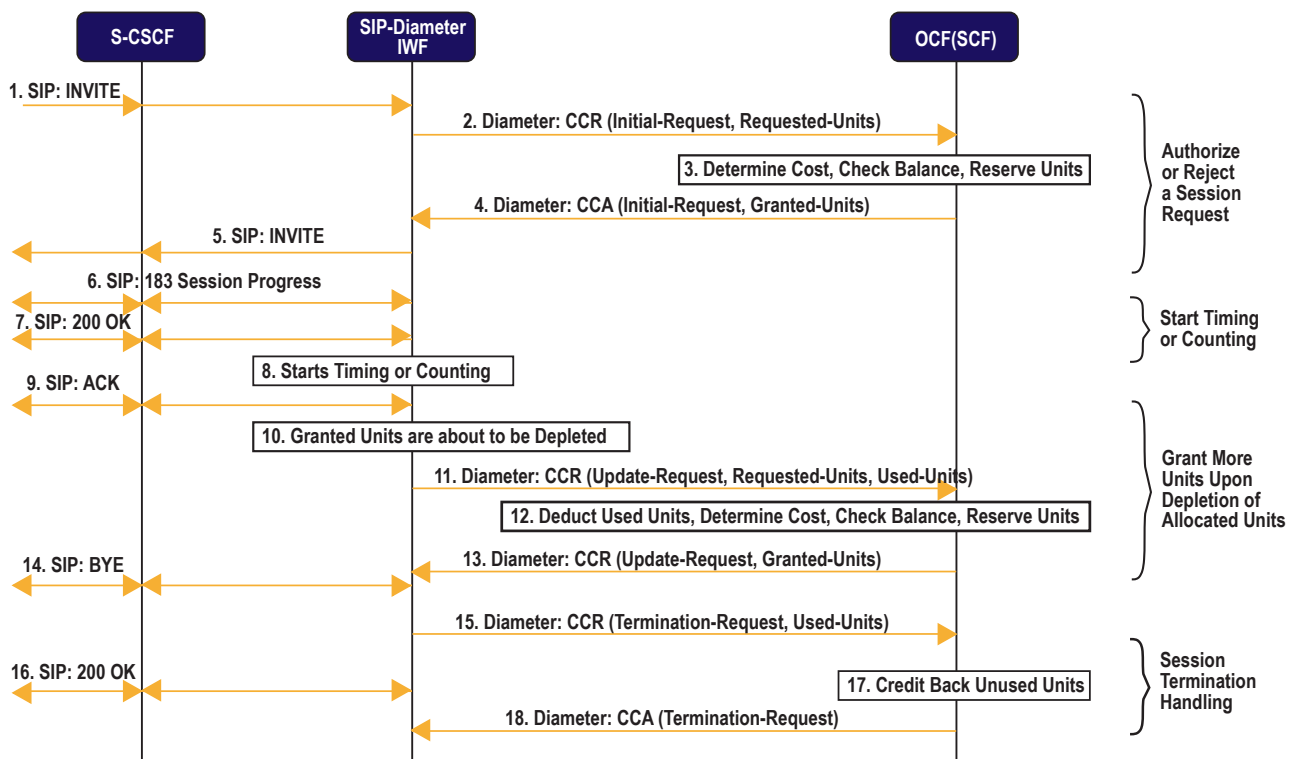 S-CSCF
SIP-Diameter
IWF
OCF(SCF)
1. SIP: INVITE
2. Diameter: CCR (Initial-Request, Requested-Units)
3. Determine Cost, Check Balance, Reserve Units
4. Diameter: CCA (Initial-Request, Granted-Units)
5. SIP: INVITE
Authorize
or Reject
a Session
Request
6. SIP: 183 Session Progress
7. SIP: 200 OK
Start Timing
or Counting
8. Starts Timing or Counting
9. SIP: ACK
10. Granted Units are about to be Depleted
11. Diameter: CCR (Update-Request, Requested-Units, Used-Units)
12. Deduct Used Units, Determine Cost, Check Balance, Reserve Units
13. Diameter: CCR (Update-Request, Granted-Units)
Grant More
Units Upon
Depletion of
Allocated Units
14. SIP: BYE
15. Diameter: CCR (Termination-Request, Used-Units)
16. SIP: 200 OK
17. Credit Back Unused Units
18. Diameter: CCA (Termination-Request)
Session
Termination
Handling